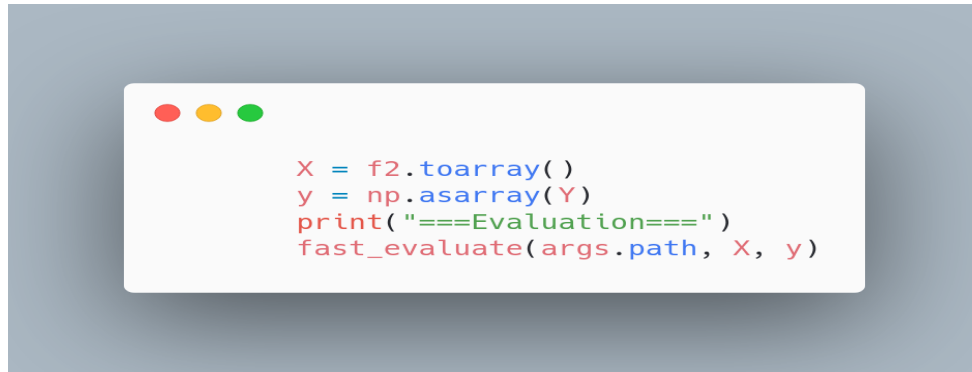 X = f2.toarray()
y = np.asarray(Y)
print("===Evaluation===")
fast_evaluate(args.path, X, y)